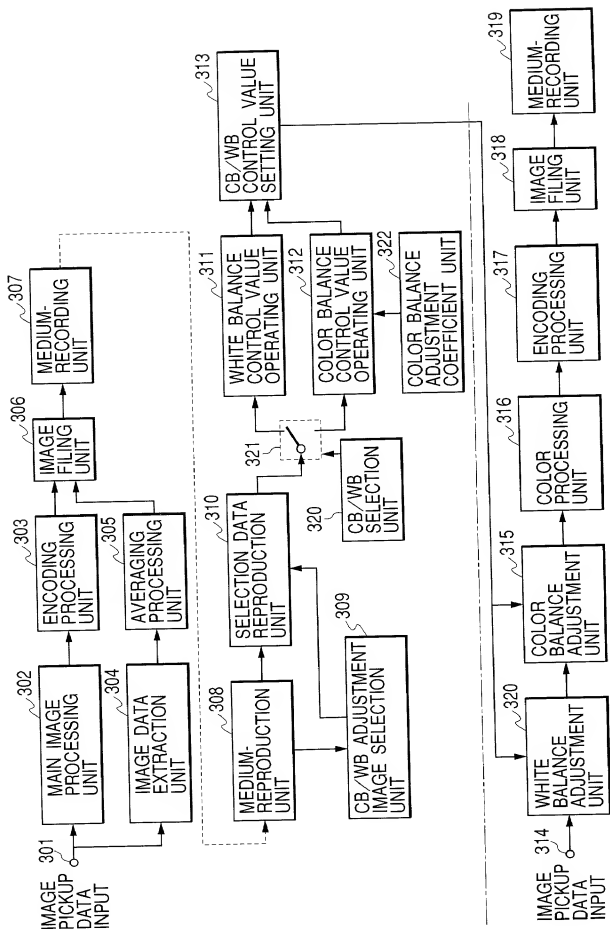 IMAGE
PICKUP
DATA
INPUT
301
302
MAIN IMAGE
PROCESSING
UNIT
303
ENCODING
PROCESSING
UNIT
304
IMAGE DATA
EXTRACTION
UNIT
305
AVERAGING
PROCESSING
UNIT
306
IMAGE
FILING
UNIT
307
MEDIUM-
RECORDING
UNIT
308
MEDIUM-
REPRODUCTION
UNIT
309
CB/WB ADJUSTMENT
IMAGE SELECTION
UNIT
310
SELECTION DATA
REPRODUCTION
UNIT
320
CB/WB
SELECTION
UNIT
321
311
WHITE BALANCE
CONTROL VALUE
OPERATING UNIT
312
COLOR BALANCE
CONTROL VALUE
OPERATING UNIT
322
COLOR BALANCE
ADJUSTMENT
COEFFICIENT UNIT
313
CB/WB
CONTROL VALUE
SETTING UNIT
IMAGE
PICKUP
DATA
INPUT
314
320
WHITE BALANCE
ADJUSTMENT
UNIT
315
COLOR
BALANCE
ADJUSTMENT
UNIT
316
COLOR
PROCESSING
UNIT
317
ENCODING
PROCESSING
UNIT
318
IMAGE
FILING
UNIT
319
MEDIUM-
RECORDING
UNIT